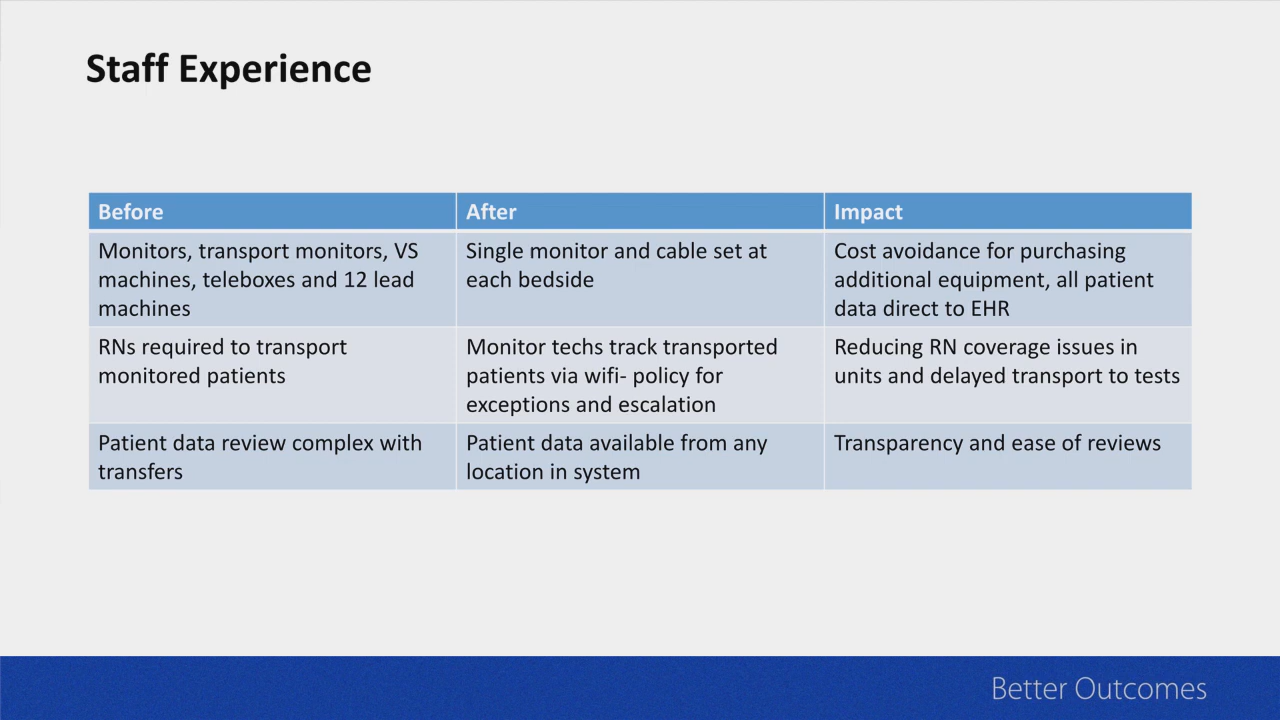 Staff Experience
Before
After
Impact
Monitors, transport monitors, VS
machines, teleboxes and 12 lead
machines
Single monitor and cable set at
each bedside
Cost avoidance for purchasing
additional equipment, all patient
data direct to EHR
RNs required to transport
monitored patients
Monitor techs track transported
patients via wifi- policy for
exceptions and escalation
Reducing RN coverage issues in
units and delayed transport to tests
Patient data review complex with
transfers
Patient data available from any
location in system
Transparency and ease of reviews
Better Outcomes